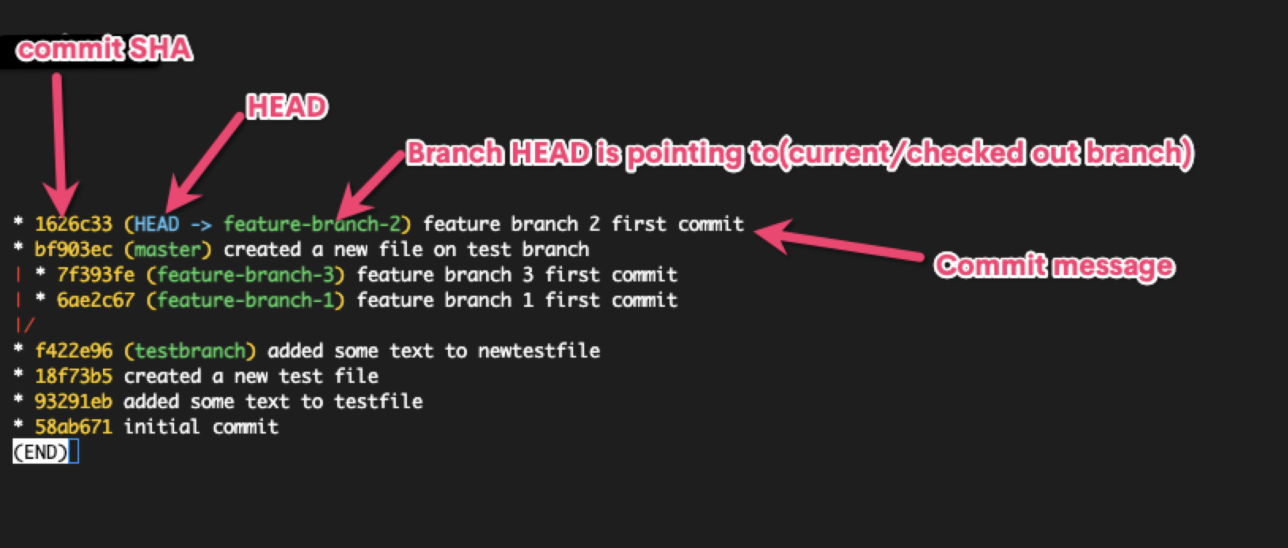 commit SHA
HEAD
Branch HEAD is pointing to(current/checked out branch)
* 1626c33 (HEAD -> feature-branch-2) feature branch 2 first commit
* bf903ec (master) created a new file on test branch
Commit message
| * 7f393fe (feature-branch-3) feature branch 3 first commit
| * 6ae2c67 (feature-branch-1) feature branch 1 first commit
|/
* f422e96 (testbranch) added some text to newtestfile
* 18f73b5 created a new test file
* 93291eb added some text to testfile
* 58ab671 initial commit
(END)